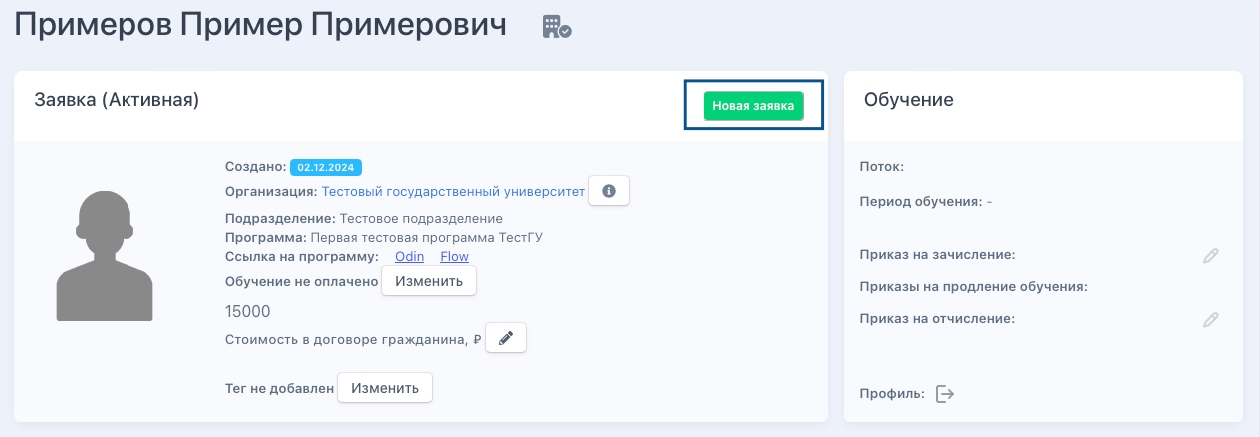 Примеров Пример Примерович
Заявка (Активная)
Новая заявка
Создано: 02.12.2024
Организация: Тестовый государственный университет
Подразделение: Тестовое подразделение
Программа: Первая тестовая программа ТестГУ
Ссылка на программу: Odin Flow
Обучение не оплачено Изменить
15000
Стоимость в договоре гражданина, ₽
Тег не добавлен Изменить
Обучение
Поток:
Период обучения: -
Приказ на зачисление:
Приказы на продление обучения:
Приказ на отчисление:
Профиль: